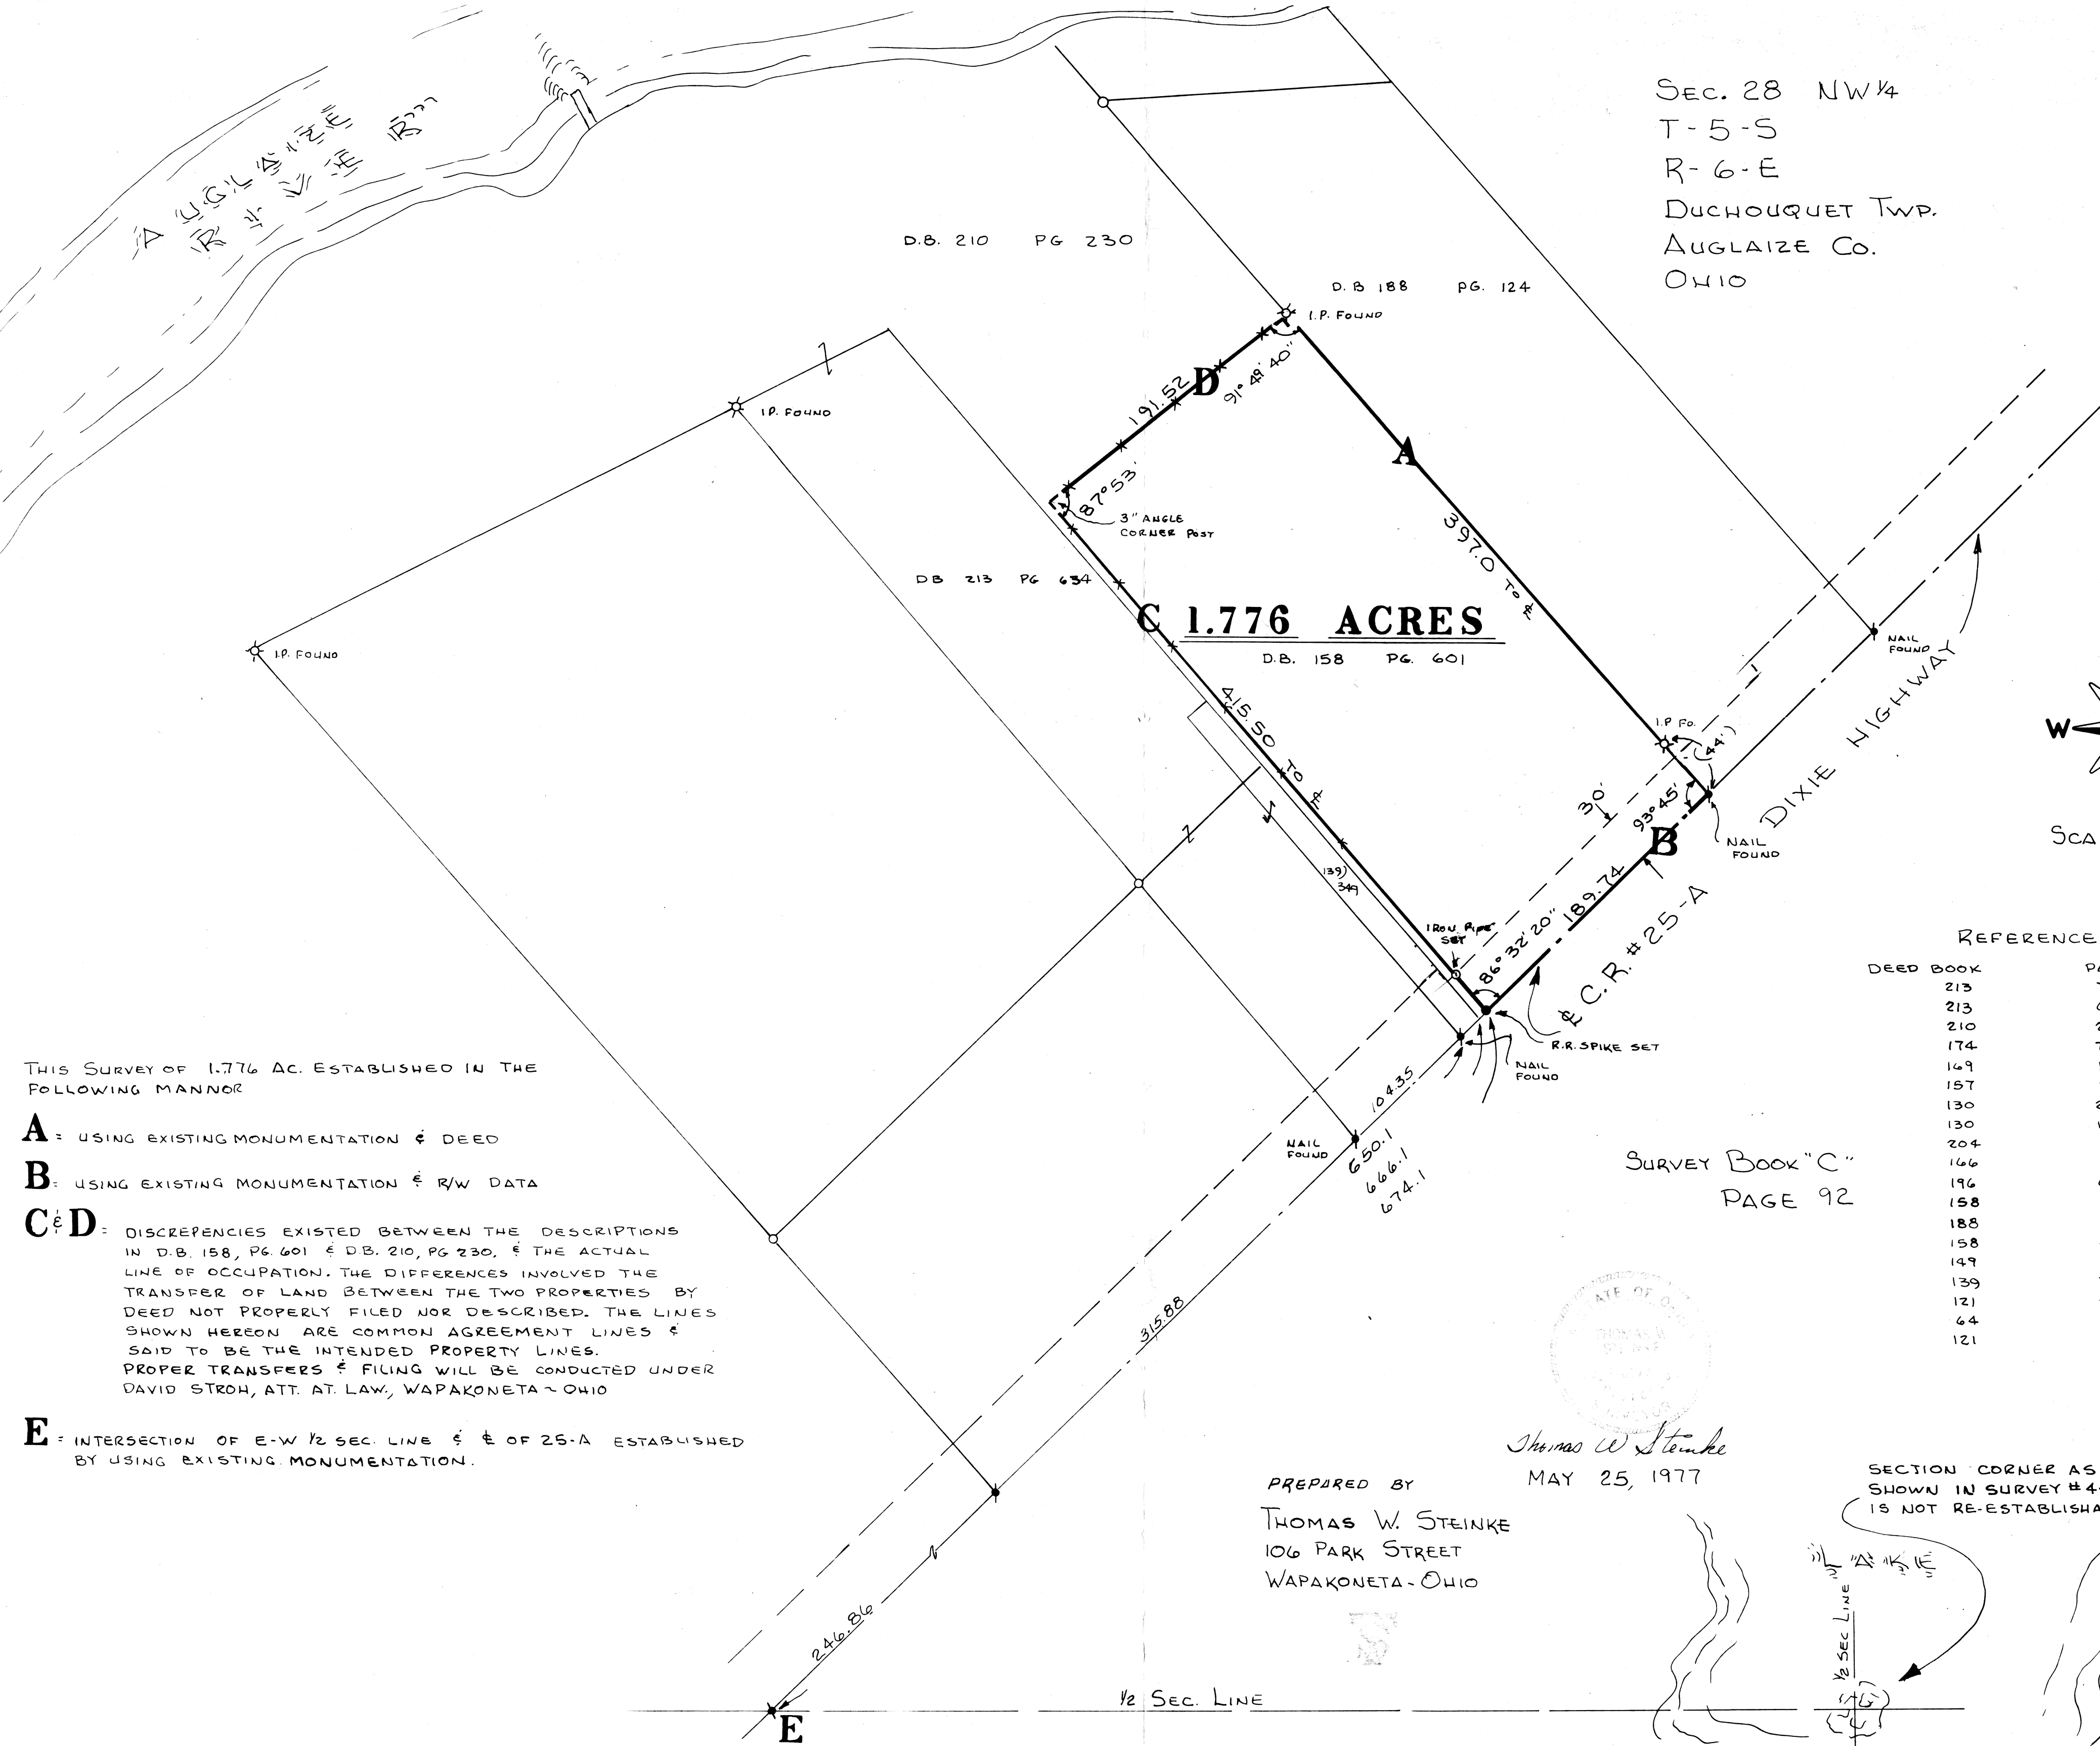 AUGLAIZE
RIVER
SEC. 28 NW ¼
T-5-S
R-6-E
DUCHOUQUET TWP.
AUGLAIZE CO.
OHIO
D.B. 210 PG 230
D.B 188 PG. 124
I.P. FOUND
I.P. FOUND
I.P. FOUND
191.52
D
91° 49' 40"
87°53'
3" ANGLE
CORNER POST
A
397.0 TO ℄
DB 213 PG 634
C 1.776 ACRES
D.B. 158 PG. 601
415.50 TO ℄
NAIL
FOUND
DIXIE HIGHWAY
W
I.P FO.
(44')
30'
93°45'
B
NAIL
FOUND
SCA
189.74
℄ C.R. #25-A
139)
349
IRON PIPE
SET
86° 32' 20"
R.R. SPIKE SET
NAIL
FOUND
104.35
NAIL
FOUND
650.1
666.1
674.1
315.88
246.86
REFERENCE
DEED BOOK
213
213
210
174
169
157
130
130
204
166
196
158
188
158
149
139
121
64
121
SURVEY BOOK "C"
PAGE 92
THIS SURVEY OF 1.776 AC. ESTABLISHED IN THE
FOLLOWING MANNOR
A = USING EXISTING MONUMENTATION & DEED
B = USING EXISTING MONUMENTATION & R/W DATA
C & D = DISCREPENCIES EXISTED BETWEEN THE DESCRIPTIONS
IN D.B. 158, PG. 601 & D.B. 210, PG 230, & THE ACTUAL
LINE OF OCCUPATION. THE DIFFERENCES INVOLVED THE
TRANSFER OF LAND BETWEEN THE TWO PROPERTIES BY
DEED NOT PROPERLY FILED NOR DESCRIBED. THE LINES
SHOWN HEREON ARE COMMON AGREEMENT LINES &
SAID TO BE THE INTENDED PROPERTY LINES.
PROPER TRANSFERS & FILING WILL BE CONDUCTED UNDER
DAVID STROH, ATT. AT. LAW., WAPAKONETA ~ OHIO
E = INTERSECTION OF E-W ½ SEC. LINE & ℄ OF 25-A ESTABLISHED
BY USING EXISTING MONUMENTATION.
Thomas W Steinke
MAY 25, 1977
PREPARED BY
THOMAS W. STEINKE
106 PARK STREET
WAPAKONETA - OHIO
SECTION CORNER AS
SHOWN IN SURVEY #4
IS NOT RE-ESTABLISHA
LAKE
½ SEC LINE
½ SEC. LINE
E